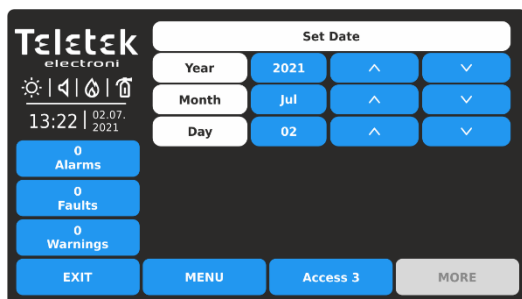 Teletek
electroni
13:22 | 02.07.
2021
0
Alarms
0
Faults
0
Warnings
Set Date
Year 2021
Month Jul
Day 02
EXIT MENU Access 3 MORE